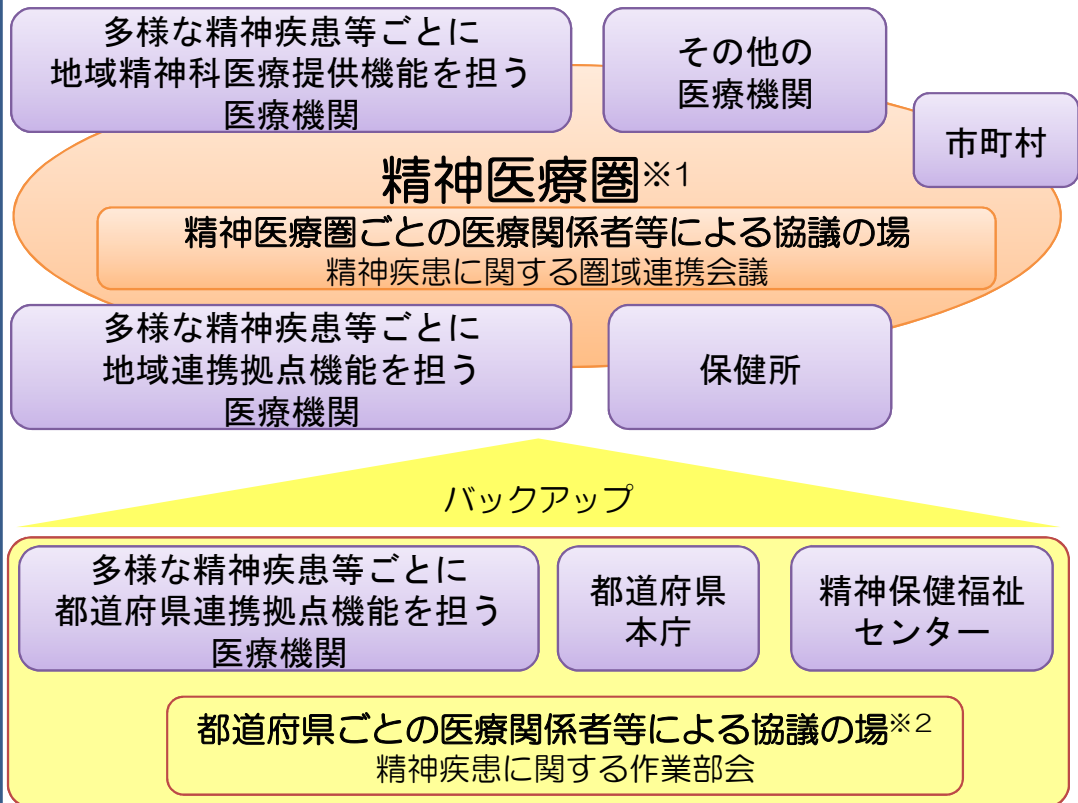 多様な精神疾患等ごとに
地域精神科医療提供機能を担う
医療機関
その他の
医療機関
市町村
精神医療圏※1
精神医療圏ごとの医療関係者等による協議の場
精神疾患に関する圏域連携会議
多様な精神疾患等ごとに
地域連携拠点機能を担う
医療機関
保健所
バックアップ
多様な精神疾患等ごとに
都道府県連携拠点機能を担う
医療機関
都道府県
本庁
精神保健福祉
センター
都道府県ごとの医療関係者等による協議の場※2
精神疾患に関する作業部会